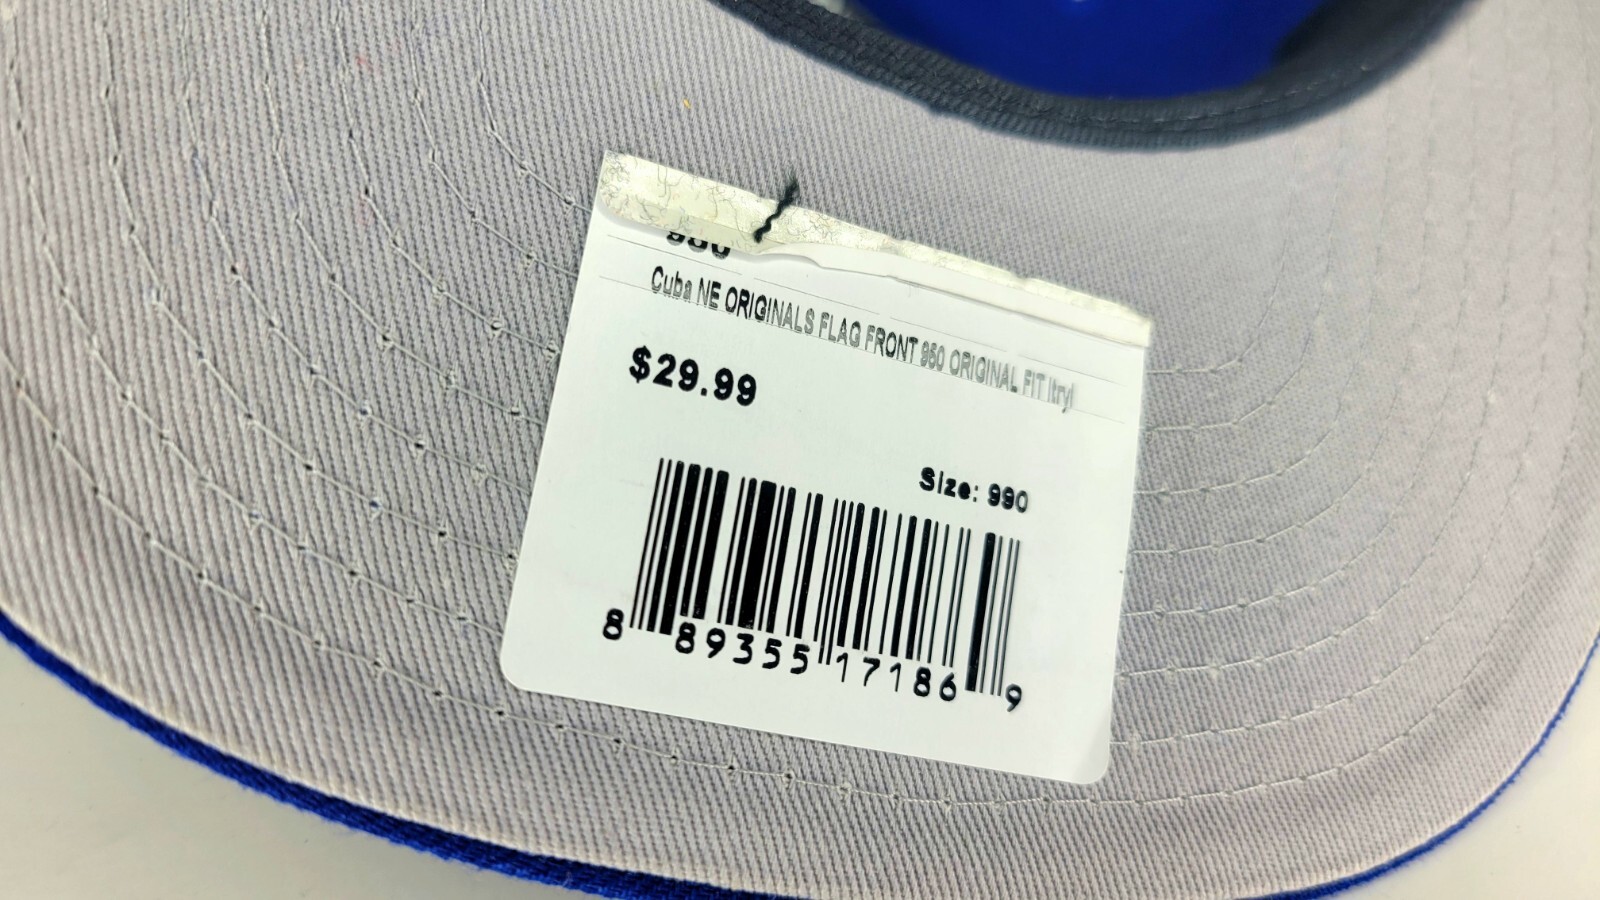 Cuba NE ORIGINALS FLAG FRONT 950 ORIGINAL FIT
$29.99
Size: 990
8 89355 17186 9